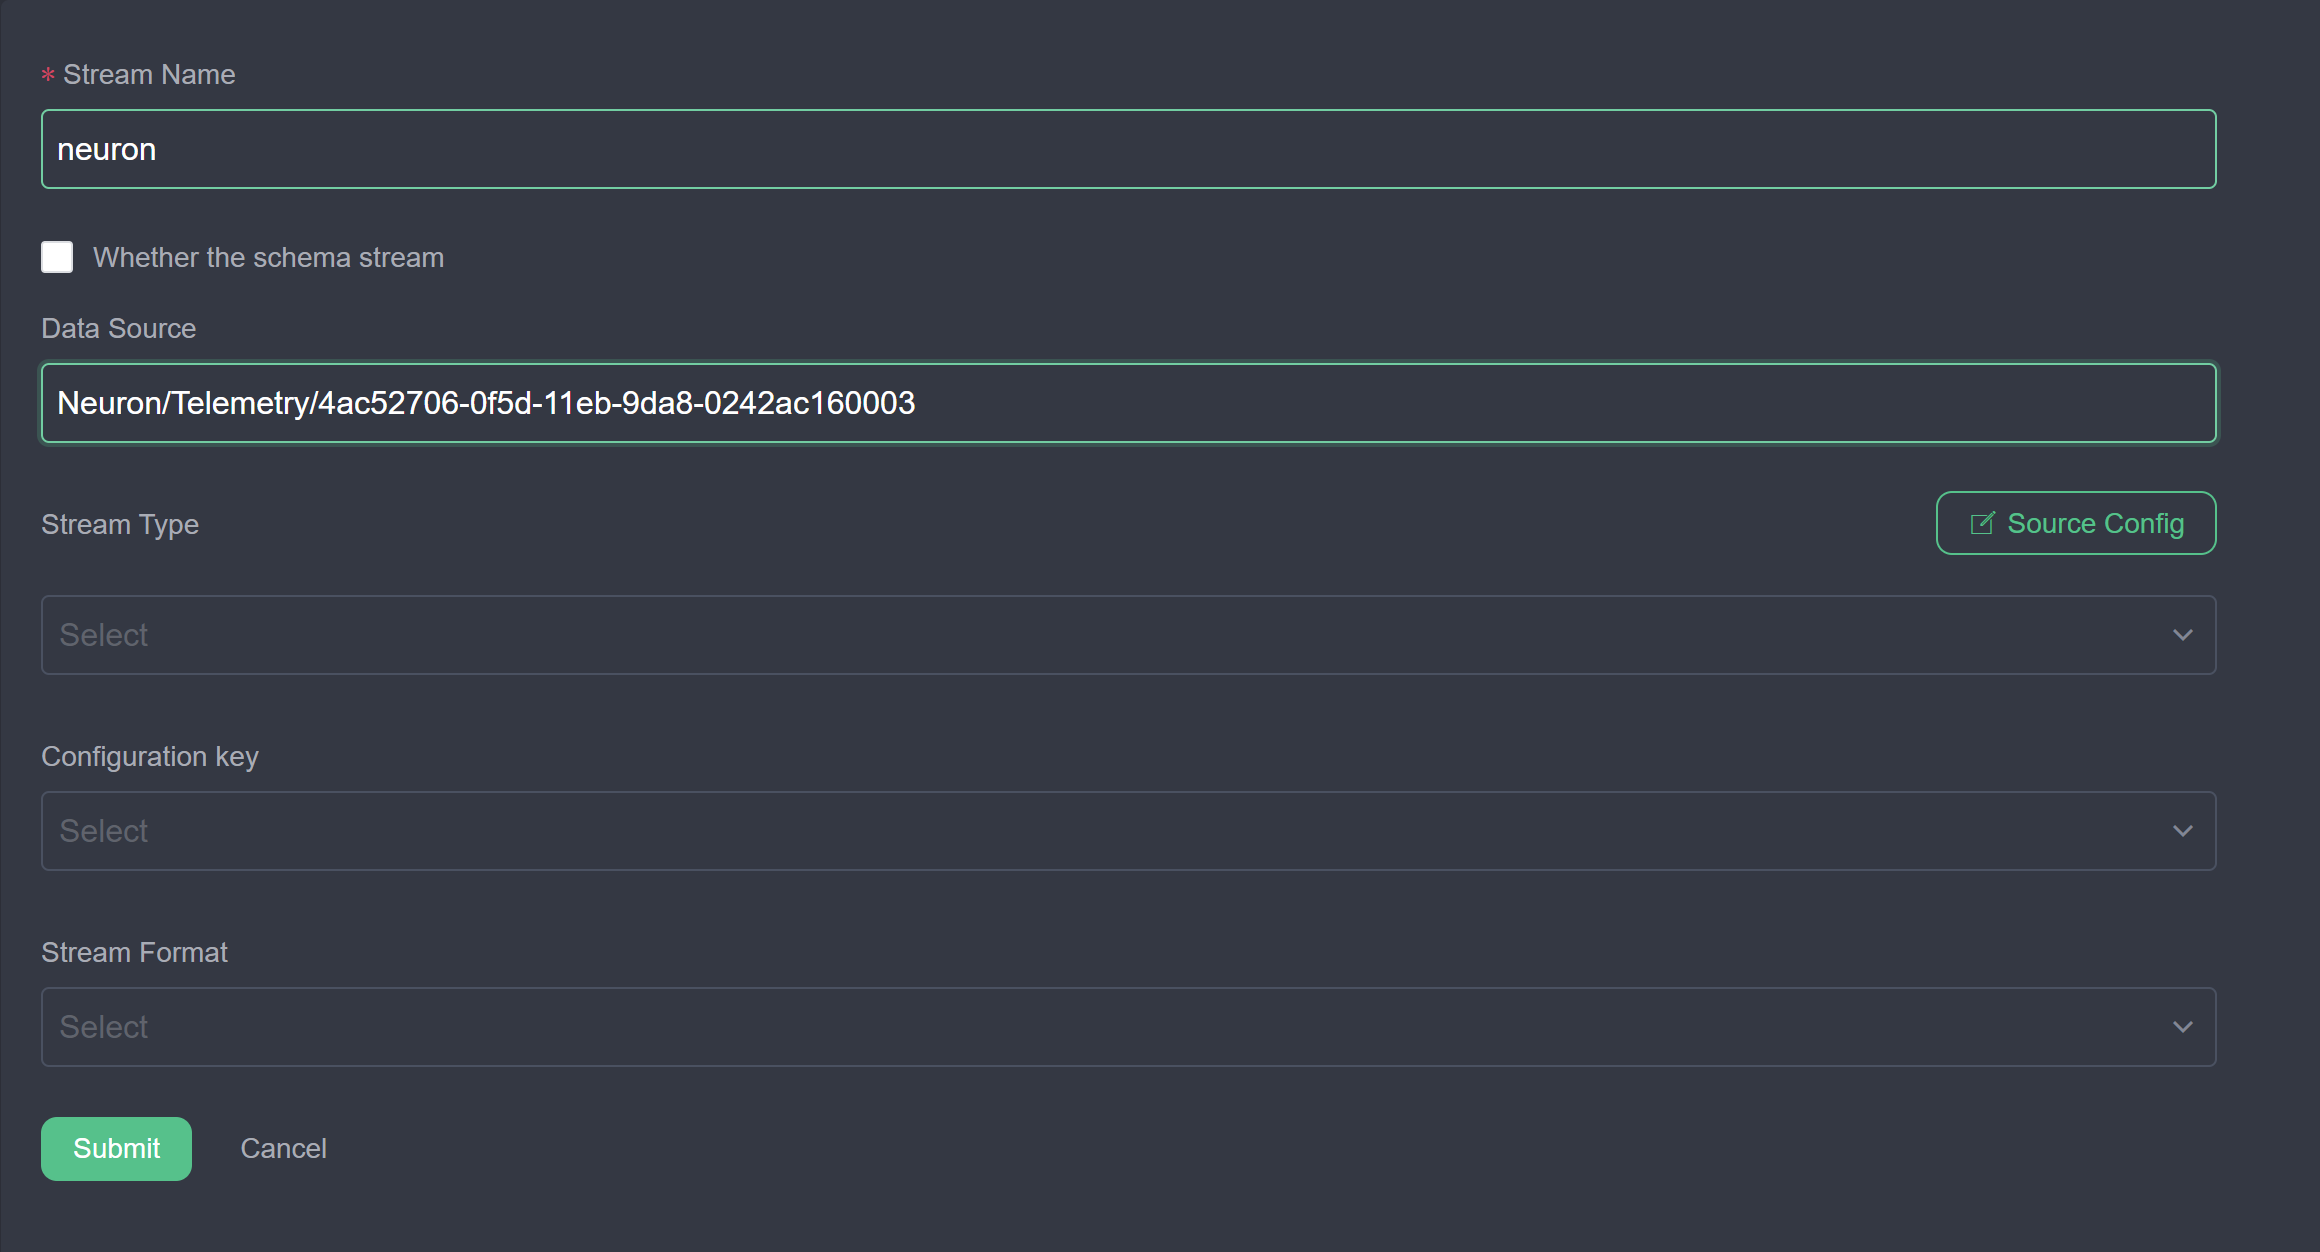 * Stream Name
neuron
Whether the schema stream
Data Source
Neuron/Telemetry/4ac52706-0f5d-11eb-9da8-0242ac160003
Stream Type
Source Config
Select
Configuration key
Select
Stream Format
Select
Submit
Cancel